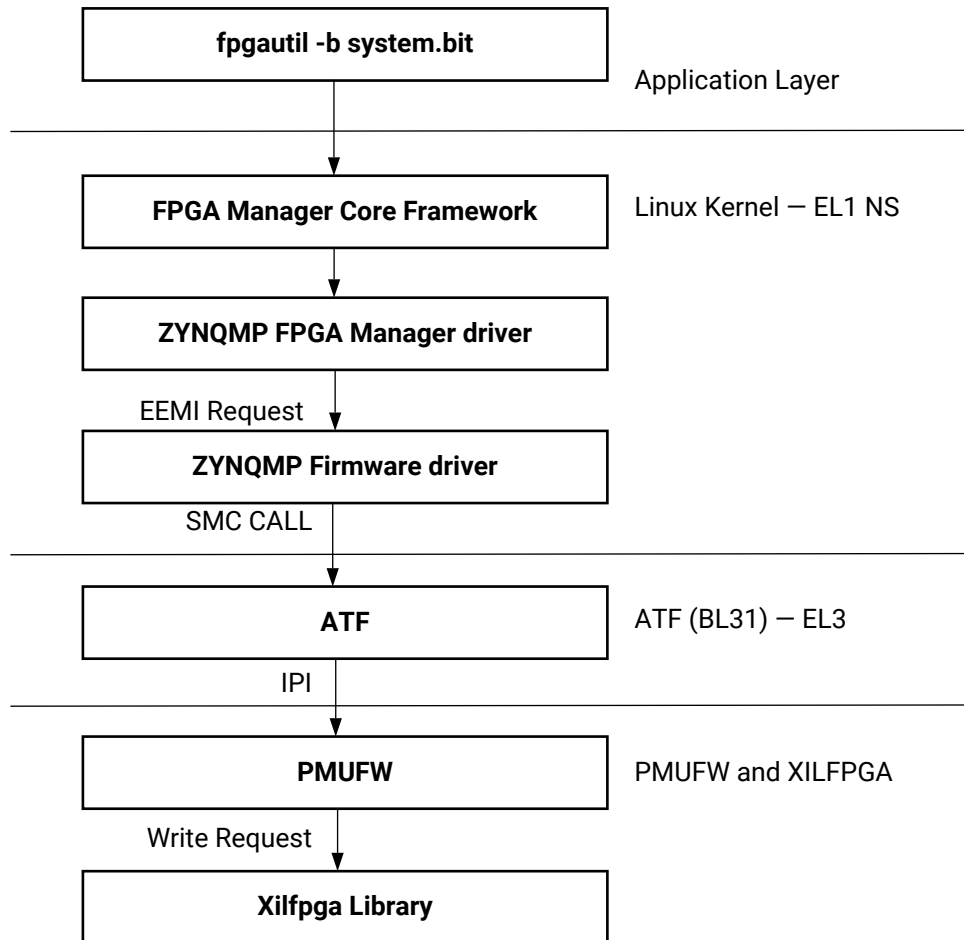 fpgautil -b system.bit
Application Layer
FPGA Manager Core Framework
Linux Kernel — EL1 NS
ZYNQMP FPGA Manager driver
EEMI Request
ZYNQMP Firmware driver
SMC CALL
ATF
ATF (BL31) — EL3
IPI
PMUFW
PMUFW and XILFPGA
Write Request
Xilfpga Library